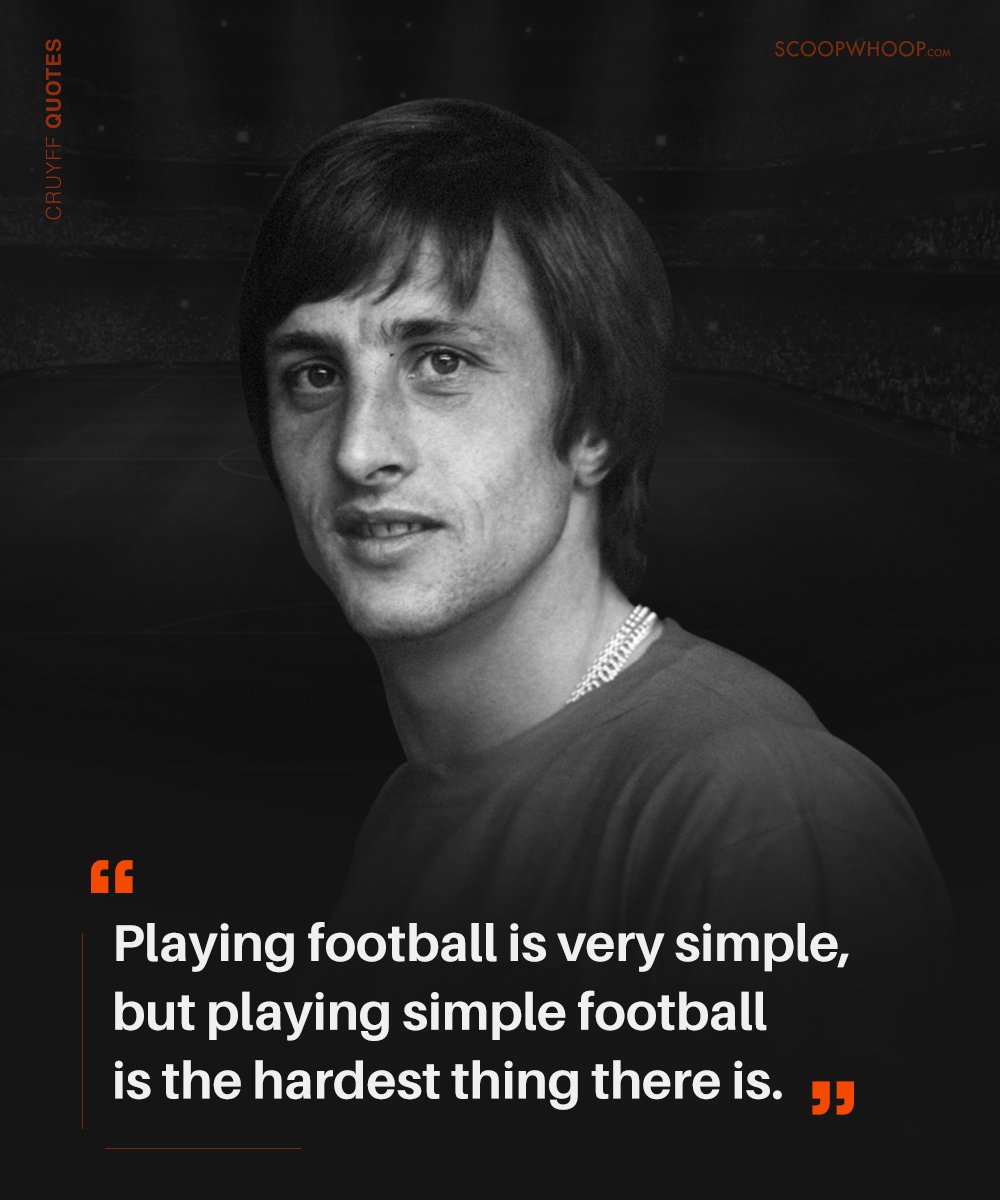 CRUYFF QUOTES
SCOOPWHOOP.COM
“
Playing football is very simple,
but playing simple football
is the hardest thing there is.
”